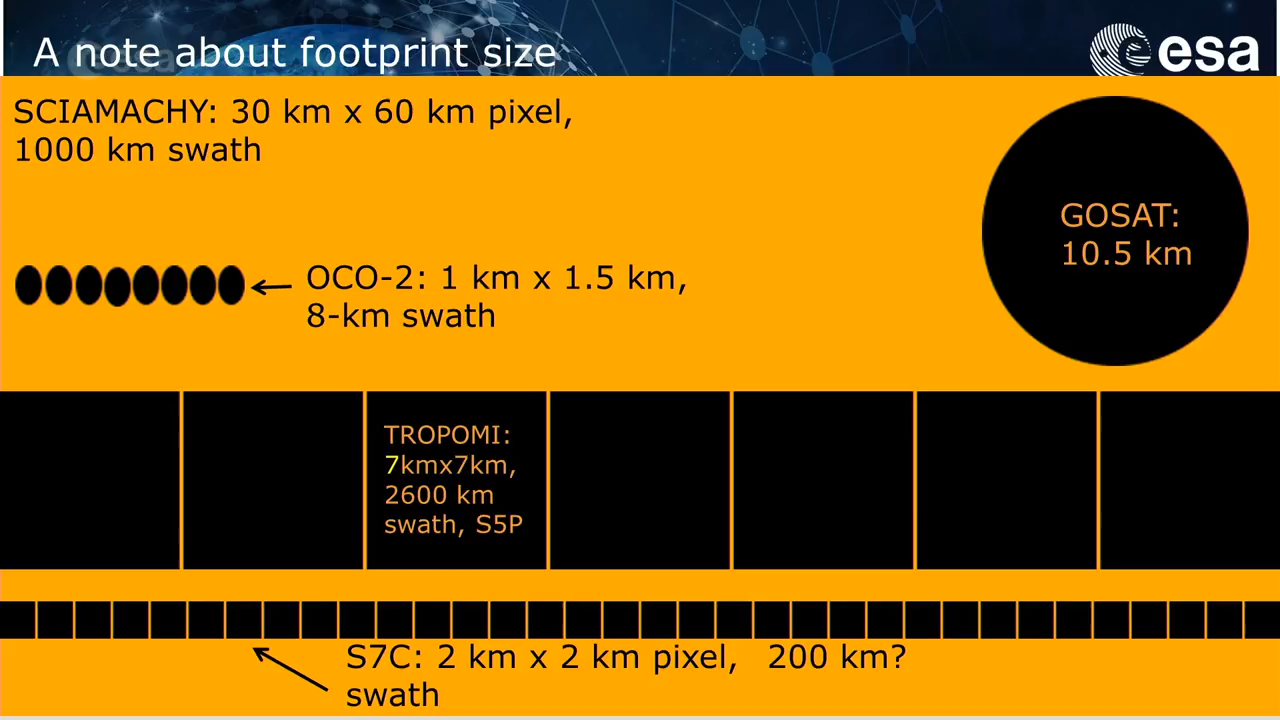 A note about footprint size
esa
SCIAMACHY: 30 km x 60 km pixel,
1000 km swath
GOSAT:
10.5 km
OCO-2: 1 km x 1.5 km,
8-km swath
TROPOMI:
7kmx7km,
2600 km
swath, S5P
S7C: 2 km x 2 km pixel, 200 km?
swath